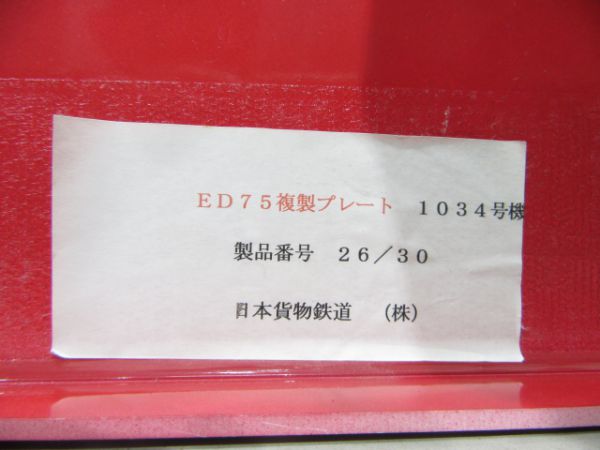 ＥＤ７５複製プレート　１０３４号機
製品番号　２６／３０
日本貨物鉄道　（株）